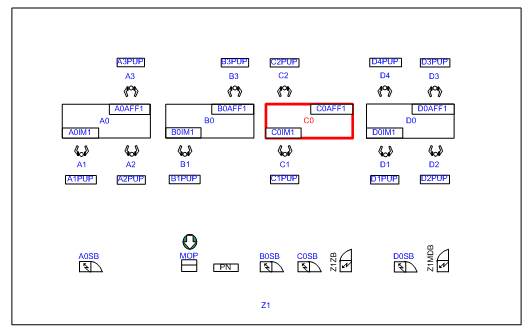 A3PUP B3PUP C2PUP D4PUP D3PUP
A3 B3 C2 D4 D3
A0AFF1 B0AFF1 C0AFF1 D0AFF1
A0 B0 C0 D0
A0IM1 B0IM1 C0IM1 D0IM1
A1 A2 B1 C1 D1 D2
A1PUP A2PUP B1PUP C1PUP D1PUP D2PUP
A0SB MOP PN B0SB C0SB Z1ZB D0SB Z1MDB
Z1